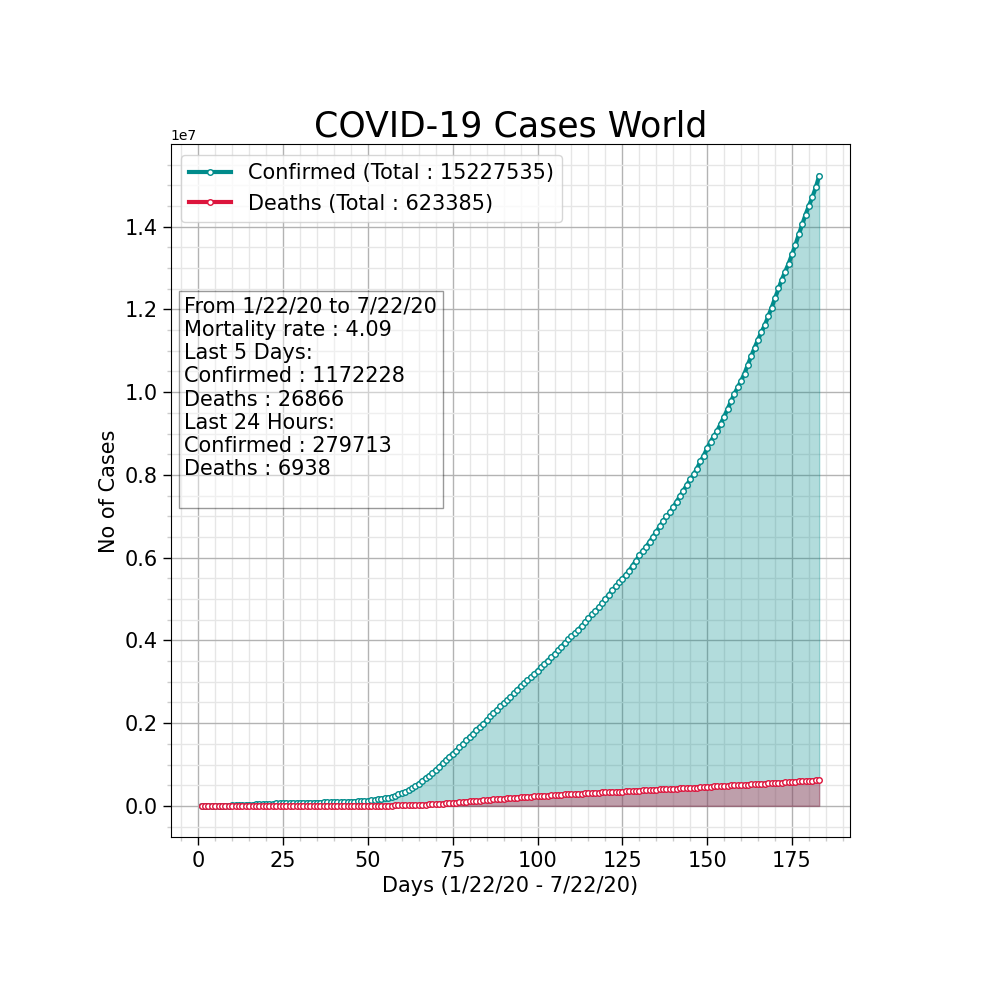 COVID-19 Cases World
1e7
Confirmed (Total : 15227535)
Deaths (Total : 623385)
1.4
1.2
1.0
0.8
0.6
0.4
0.2
0.0
No of Cases
From 1/22/20 to 7/22/20
Mortality rate : 4.09
Last 5 Days:
Confirmed : 1172228
Deaths : 26866
Last 24 Hours:
Confirmed : 279713
Deaths : 6938
0 25 50 75 100 125 150 175
Days (1/22/20 - 7/22/20)